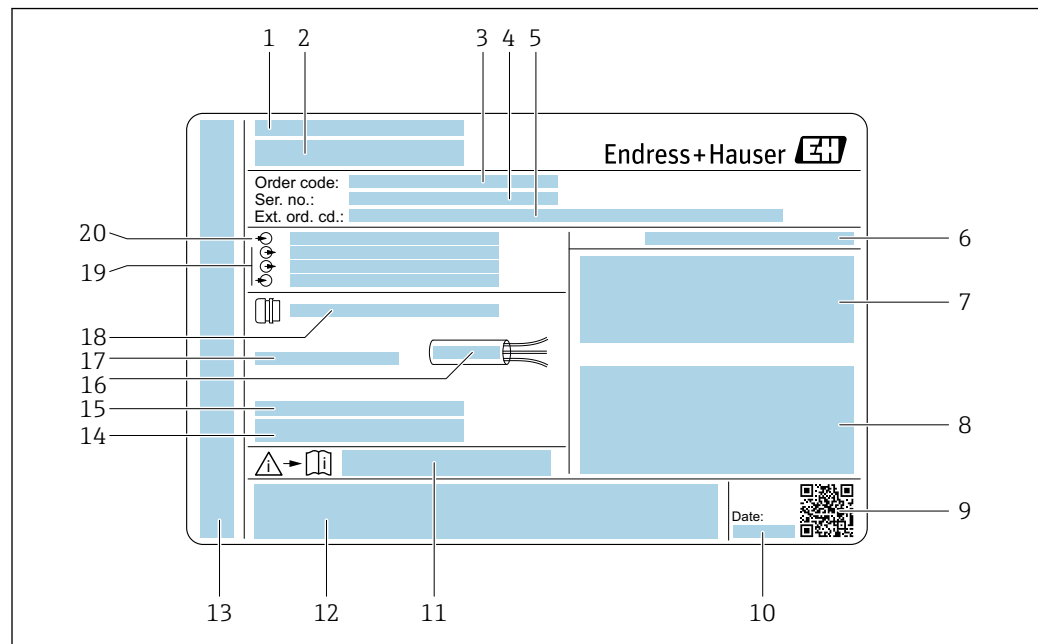 1 2 3 4 5
Endress+Hauser EH
Order code:
Ser. no.:
Ext. ord. cd.:
20
6
19
7
18
17
16
15
14
8
i i
Date:
9
13 12 11 10